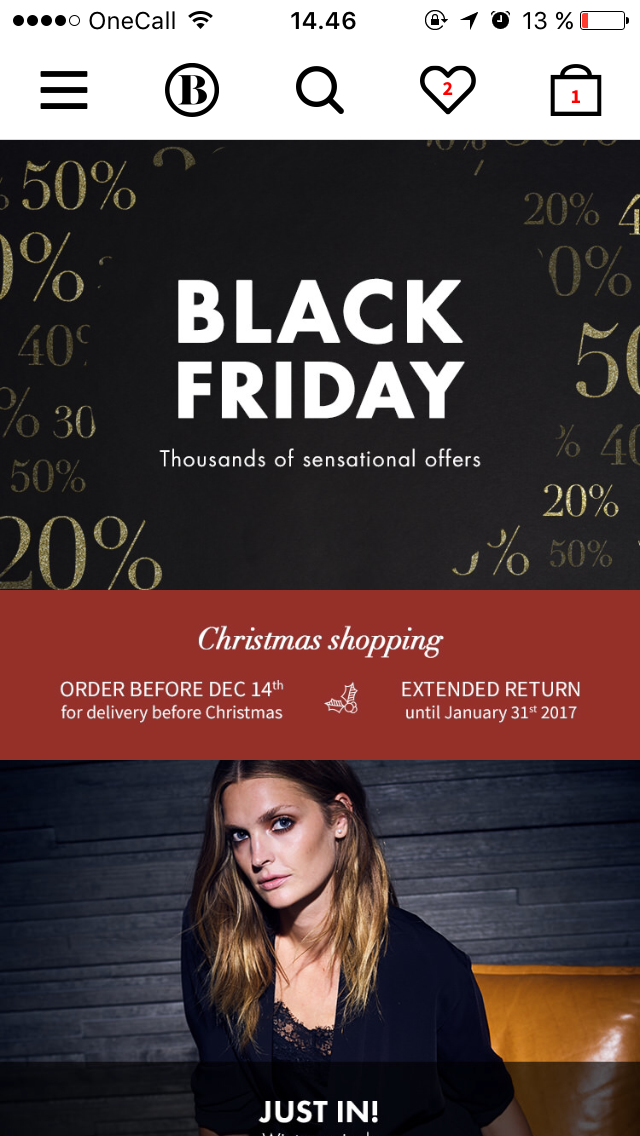 OneCall 14.46 13 %
B 2 1
50%
20%
0%
0%
40%
50
30
50%
20%
20%
50%
BLACK
FRIDAY
Thousands of sensational offers
Christmas shopping
ORDER BEFORE DEC 14th
for delivery before Christmas
EXTENDED RETURN
until January 31st 2017
JUST IN!